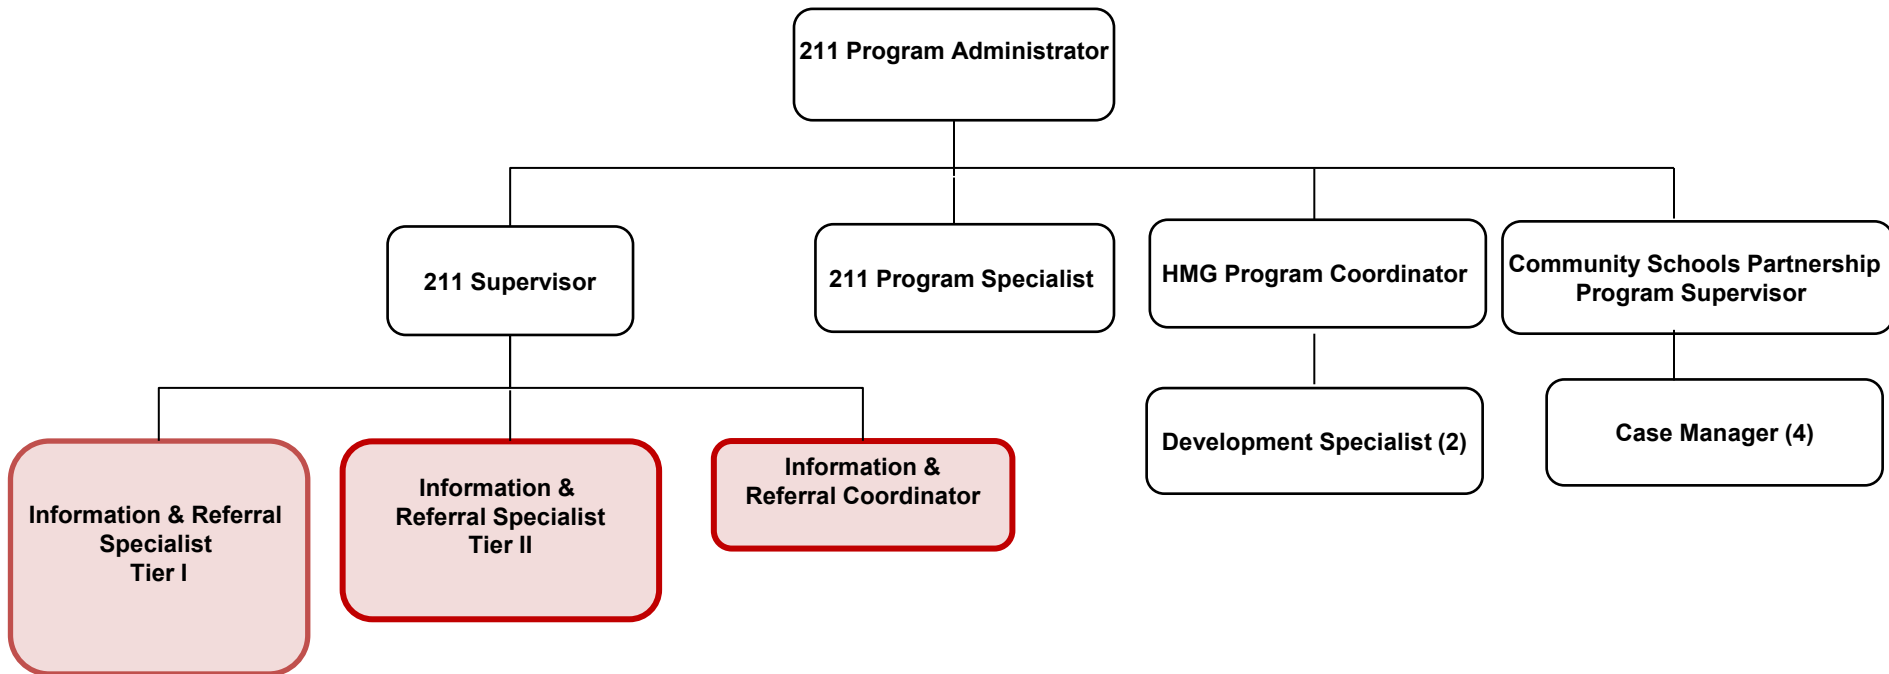 211 Program Administrator
211 Supervisor
211 Program Specialist
HMG Program Coordinator
Community Schools Partnership
Program Supervisor
Information & Referral
Specialist
Tier I
Information &
Referral Specialist
Tier II
Information &
Referral Coordinator
Development Specialist (2)
Case Manager (4)